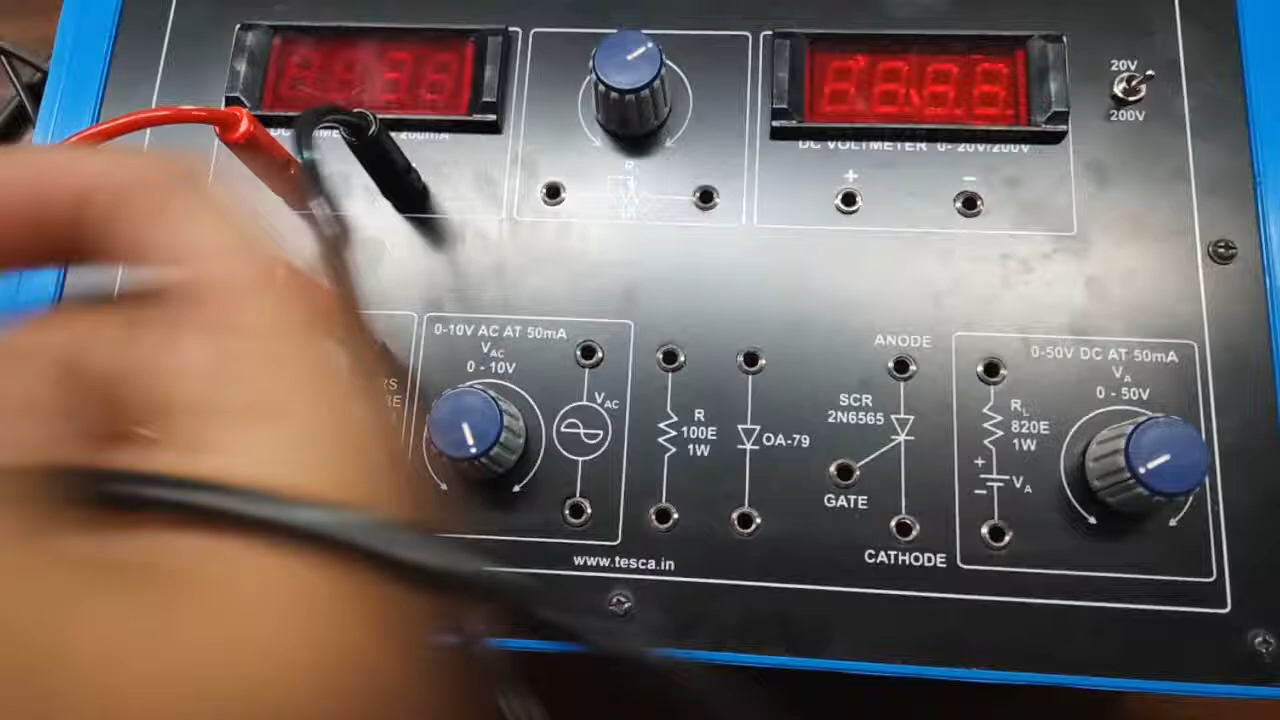 20V
200V
200mA
DC VOLTMETER 0- 20V/200V
+
−
0-10V AC AT 50mA
VAC
0 - 10V
VAC
R
100E
1W
OA-79
ANODE
SCR
2N6565
GATE
CATHODE
0-50V DC AT 50mA
VA
0 - 50V
RL
820E
1W
+
−
VA
www.tesca.in